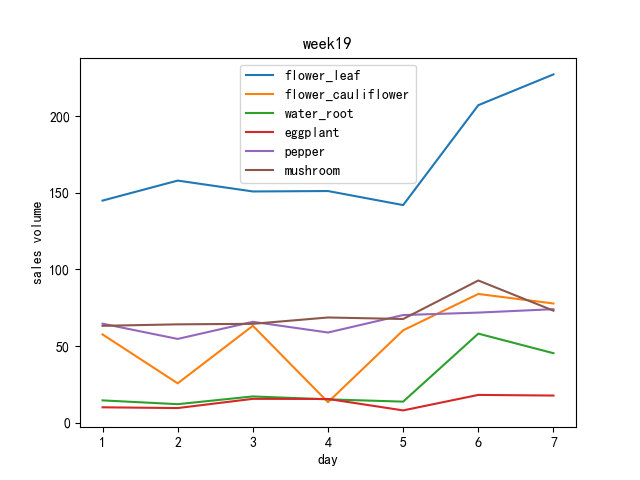 week19
flower_leaf
flower_cauliflower
water_root
eggplant
pepper
mushroom
sales volume
200
150
100
50
0
1 2 3 4 5 6 7
day